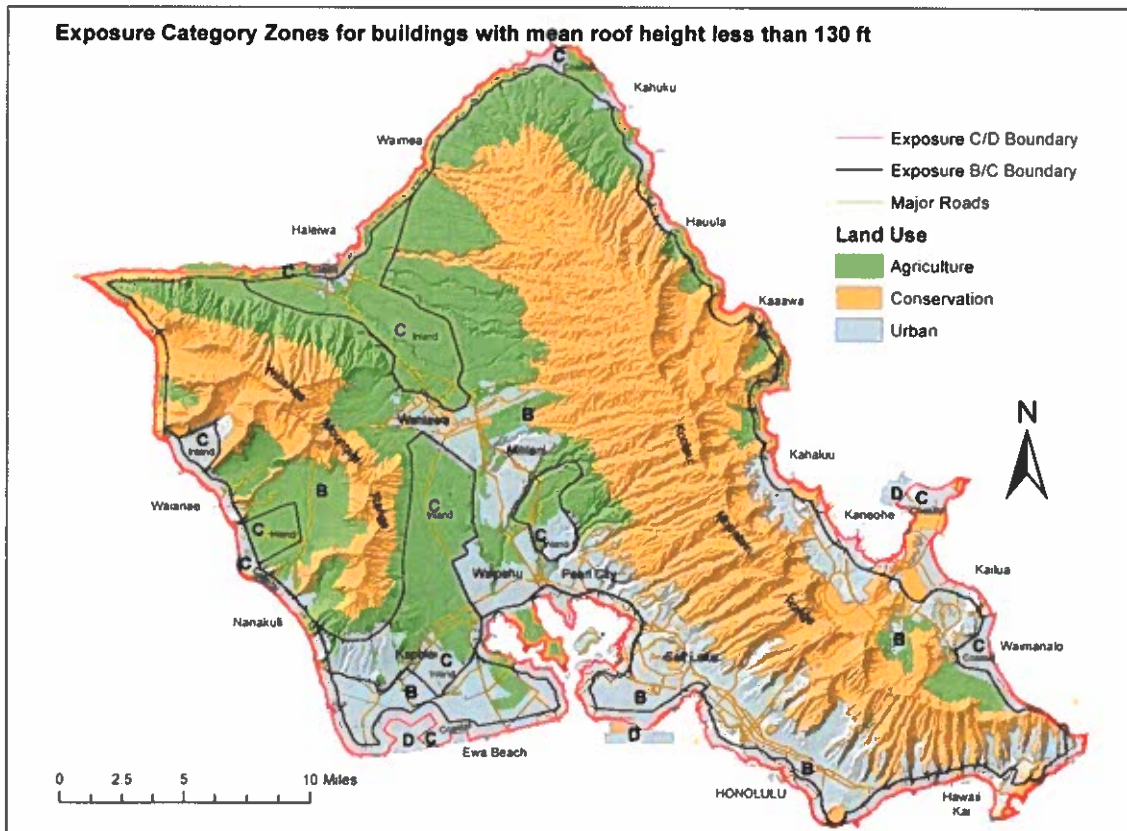 Exposure Category Zones for buildings with mean roof height less than 130 ft
C
Kahuku
Waimea
Exposure C/D Boundary
Exposure B/C Boundary
Major Roads
Haleiwa
Hauula
Land Use
Agriculture
C
Kaaawa
Conservation
C
Inland
Urban
Wahiawa
B
N
Mililani
C
Inland
Kahaluu
B
C
Inland
D C
Waianae
Kaneohe
C
Inland
C
Inland
Kailua
Waipahu
Pearl City
C
Nanakuli
B
Waimanalo
C
Coastal
Kapolei
C
Inland
Salt Lake
B
B
D C
Coastal
D
Ewa Beach
0 2.5 5 10 Miles
B
HONOLULU
Hawaii
Kai